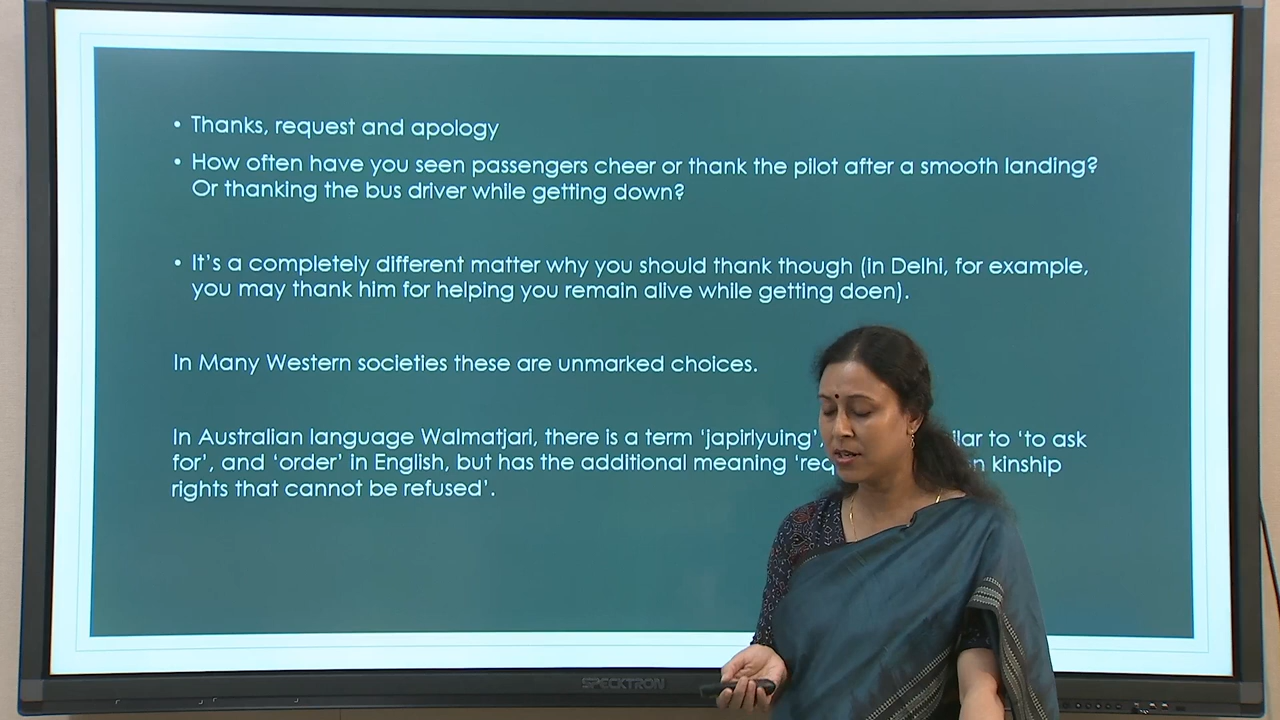 • Thanks, request and apology
• How often have you seen passengers cheer or thank the pilot after a smooth landing?
Or thanking the bus driver while getting down?
• It's a completely different matter why you should thank though (in Delhi, for example,
you may thank him for helping you remain alive while getting doen).
In Many Western societies these are unmarked choices.
In Australian language Walmatjari, there is a term 'japirlyuing', to 'to ask
for', and 'order' in English, but has the additional meaning kinship
rights that cannot be refused'.
SPECKTRON